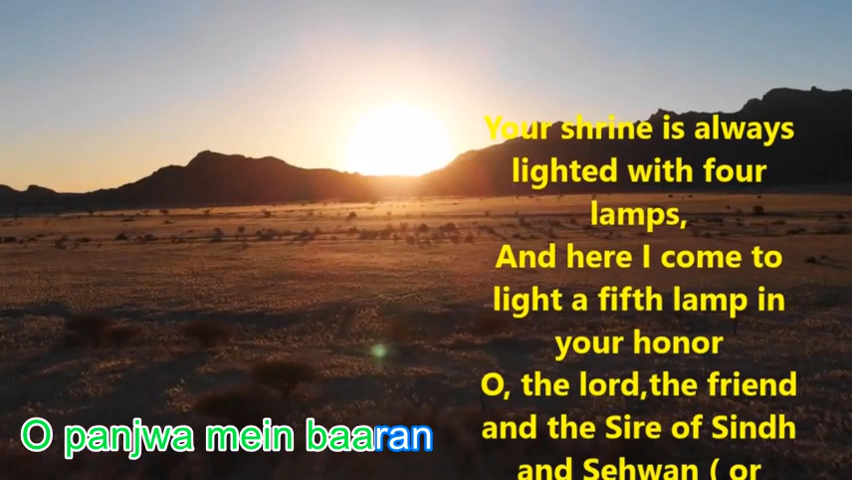 Your shrine is always
lighted with four
lamps,
And here I come to
light a fifth lamp in
your honor
O, the lord,the friend
and the Sire of Sindh
and Sehwan ( or
O panjwa mein baaran